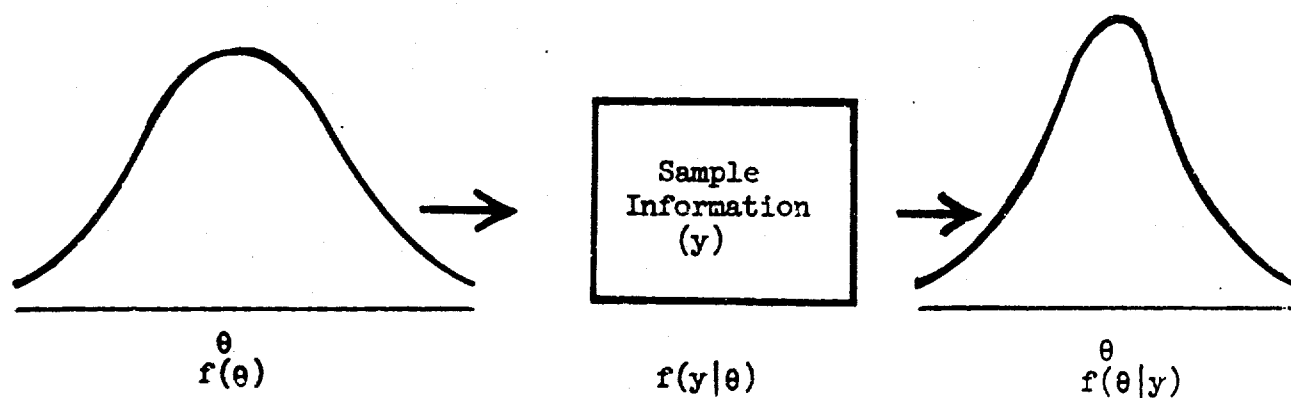 Sample
Information
(y)
θ
f(θ)
f(y|θ)
θ
f(θ|y)